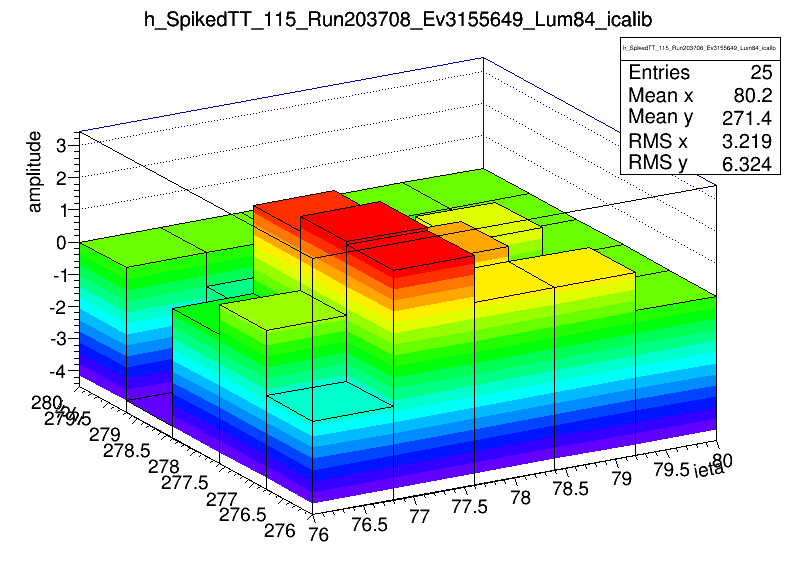 h_SpikedTT_115_Run203708_Ev3155649_Lum84_icalib
h_SpikedTT_115_Run203708_Ev3155649_Lum84_icalib
Entries 25
Mean x 80.2
Mean y 271.4
RMS x 3.219
RMS y 6.324
amplitude
3
2
1
0
-1
-2
-3
-4
280
279.5
279
278.5
278
277.5
277
276.5
276
76
76.5
77
77.5
78
78.5
79
79.5
80
ieta